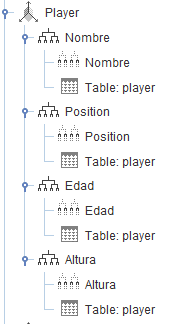 Player
Nombre
Nombre
Table: player
Position
Position
Table: player
Edad
Edad
Table: player
Altura
Altura
Table: player